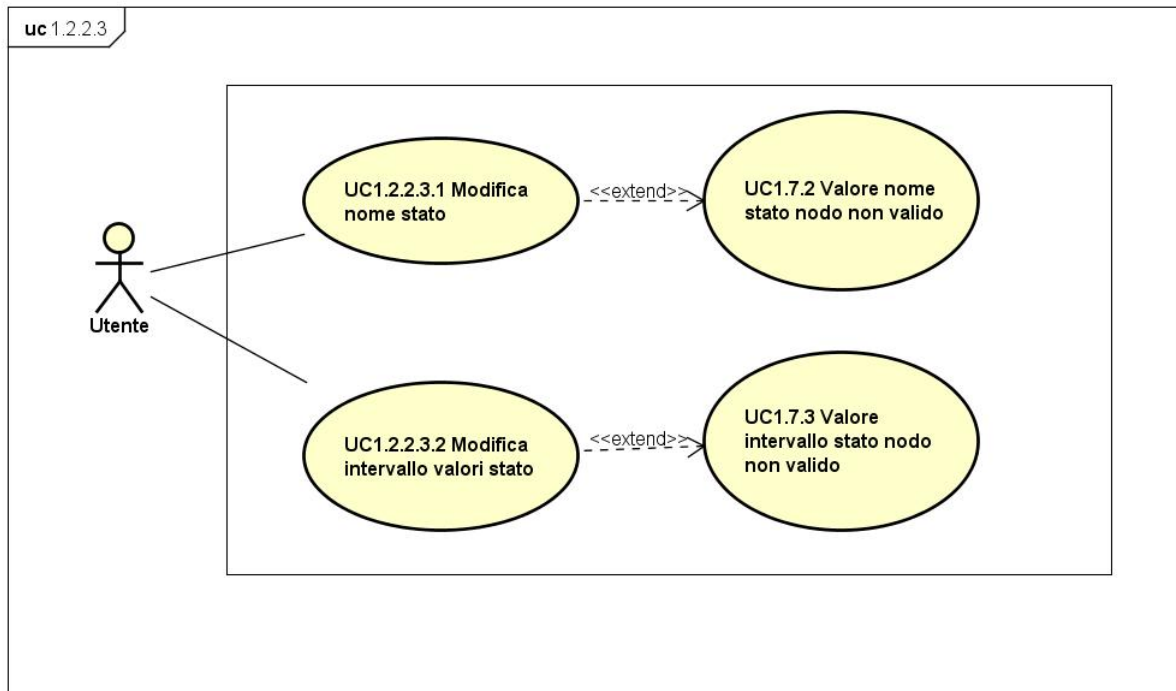 uc 1.2.2.3
UC1.2.2.3.1 Modifica
nome stato
<<extend>>
UC1.7.2 Valore nome
stato nodo non valido
Utente
UC1.2.2.3.2 Modifica
intervallo valori stato
<<extend>>
UC1.7.3 Valore
intervallo stato nodo
non valido